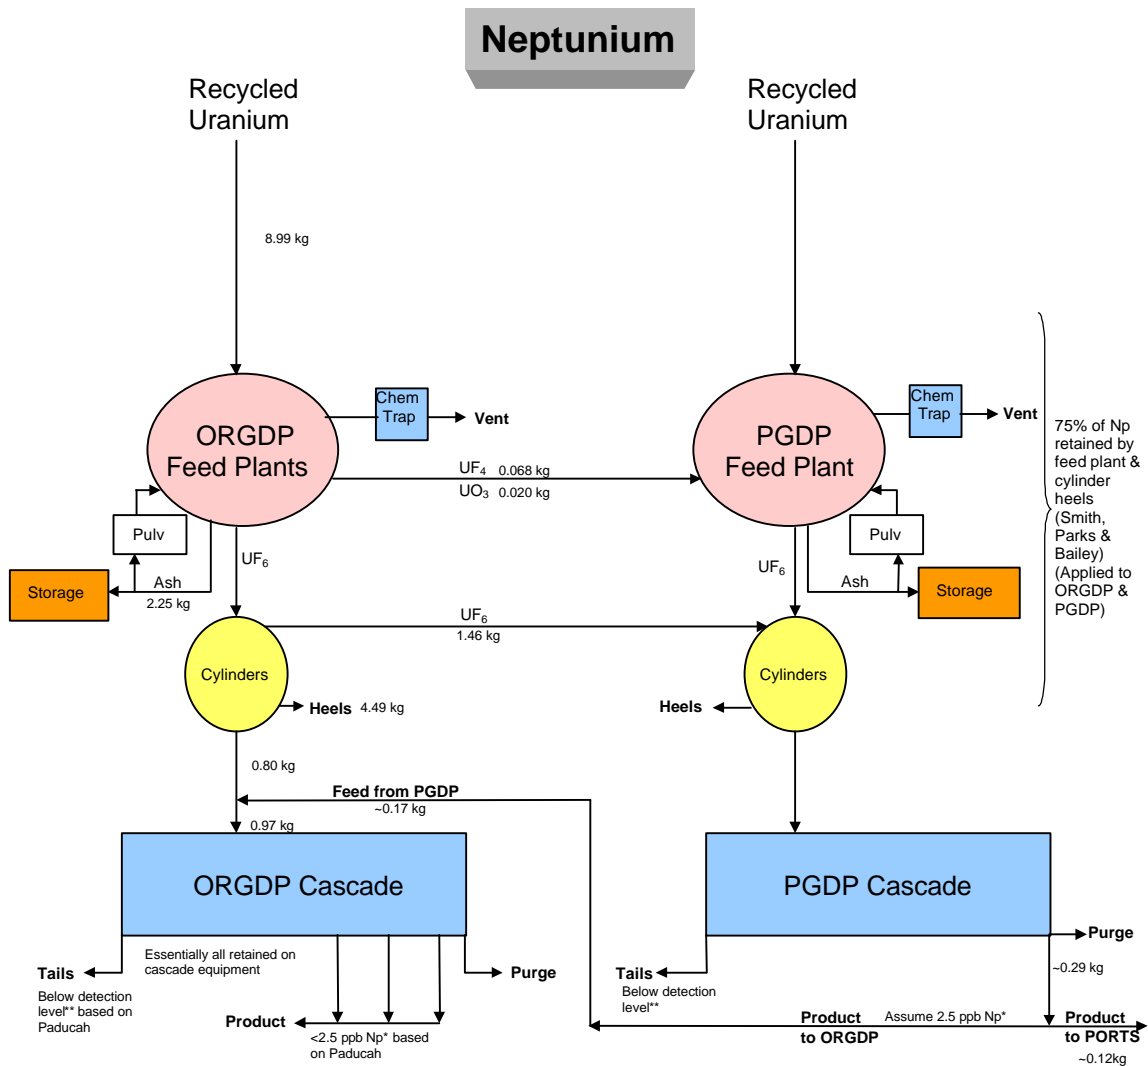 Neptunium
Recycled
Uranium
Recycled
Uranium
8.99 kg
Chem
Trap
Vent
ORGDP
Feed Plants
UF₄ 0.068 kg
UO₃ 0.020 kg
Chem
Trap
Vent
PGDP
Feed Plant
75% of Np
retained by
feed plant &
cylinder
heels
(Smith,
Parks &
Bailey)
(Applied to
ORGDP &
PGDP)
Pulv
UF₆
Ash
2.25 kg
Storage
Pulv
UF₆
Ash
Storage
UF₆
1.46 kg
Cylinders
Heels 4.49 kg
Cylinders
Heels
0.80 kg
Feed from PGDP
~0.17 kg
0.97 kg
ORGDP Cascade
PGDP Cascade
Essentially all retained on
cascade equipment
Tails
Below detection
level** based on
Paducah
Purge
Product
<2.5 ppb Np* based
on Paducah
Tails
Below detection
level**
Purge
~0.29 kg
Product
to ORGDP
Assume 2.5 ppb Np*
Product
to PORTS
~0.12kg